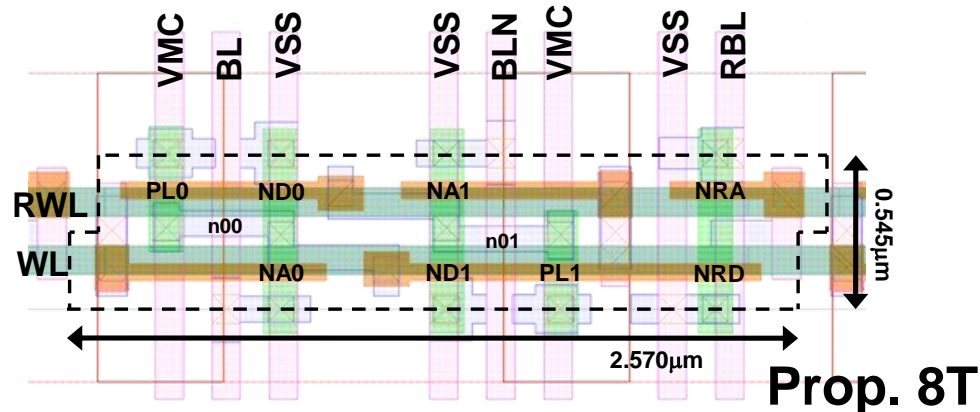 VMC BL VSS VSS BLN VMC VSS RBL
PL0 ND0 NA1 NRA
RWL
n00
n01
WL
NA0 ND1 PL1 NRD
0.545μm
2.570μm
Prop. 8T